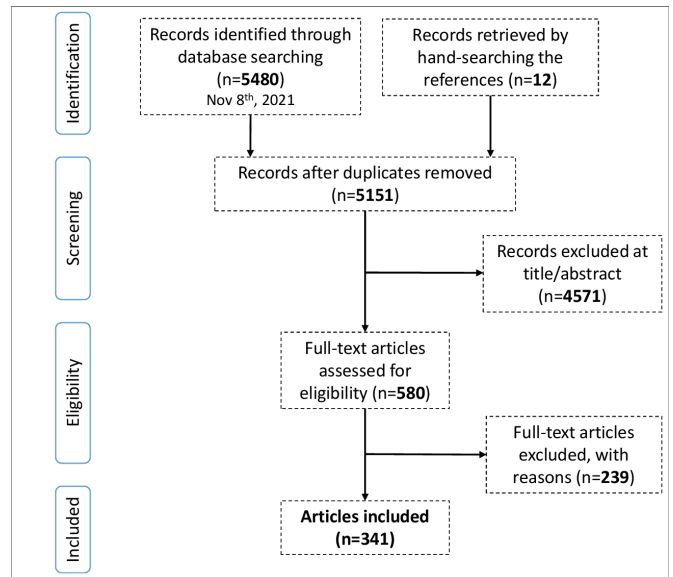 Identification
Records identified through
database searching
(n=5480)
Nov 8th, 2021
Records retrieved by
hand-searching the
references (n=12)
Screening
Records after duplicates removed
(n=5151)
Records excluded at
title/abstract
(n=4571)
Eligibility
Full-text articles
assessed for
eligibility (n=580)
Full-text articles
excluded, with
reasons (n=239)
Included
Articles included
(n=341)